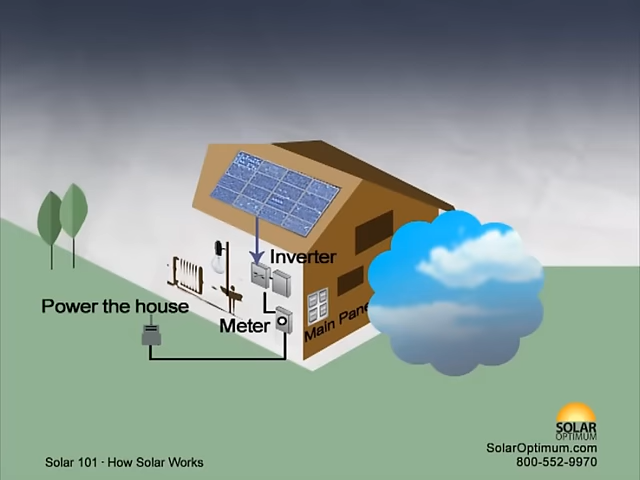 Inverter
Power the house
Meter
Main Pane
SOLAR
OPTIMUM
SolarOptimum.com
800-552-9970
Solar 101 · How Solar Works